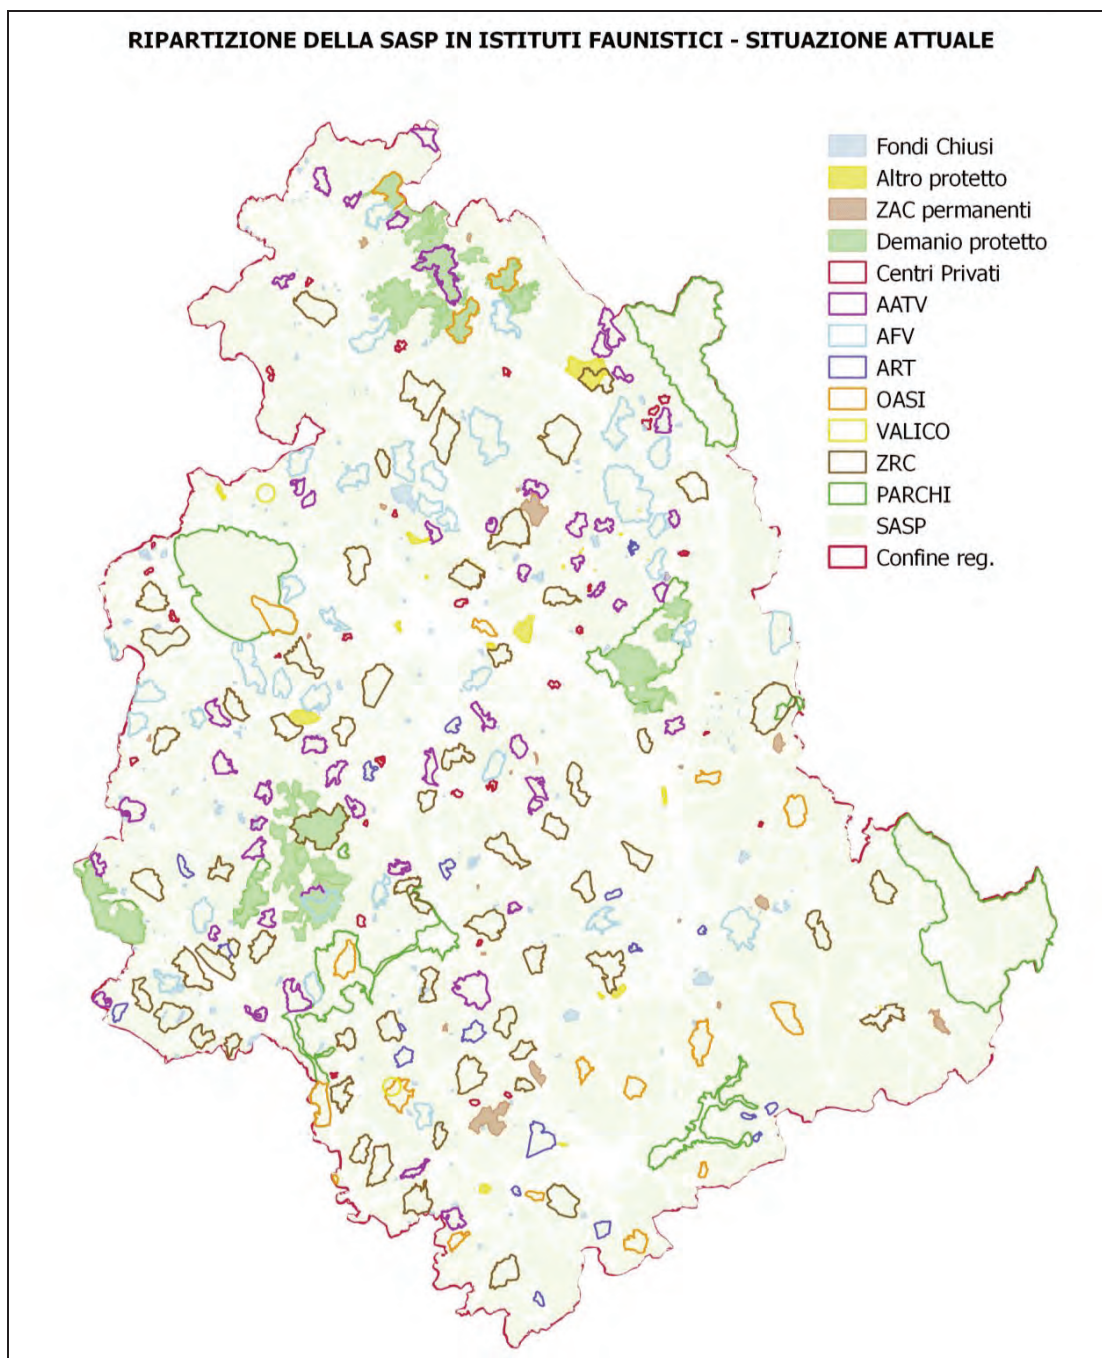 RIPARTIZIONE DELLA SASP IN ISTITUTI FAUNISTICI - SITUAZIONE ATTUALE
Fondi Chiusi
Altro protetto
ZAC permanenti
Demanio protetto
Centri Privati
AATV
AFV
ART
OASI
VALICO
ZRC
PARCHI
SASP
Confine reg.